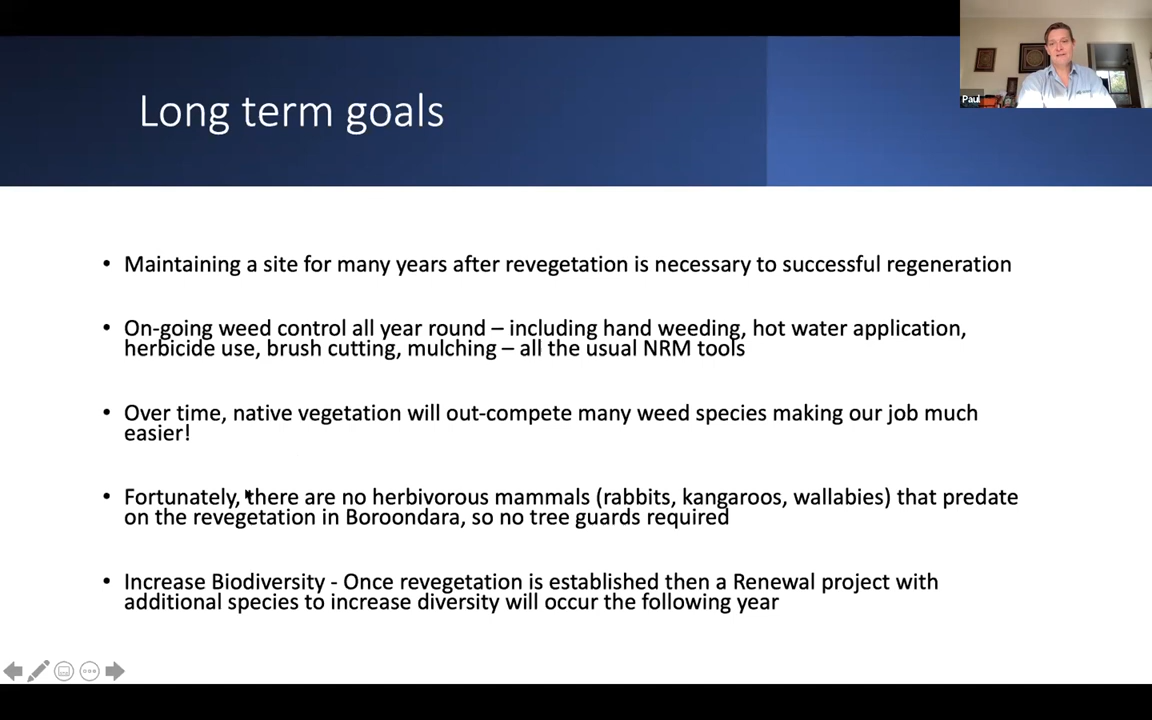 Long term goals
Paul
• Maintaining a site for many years after revegetation is necessary to successful regeneration
• On-going weed control all year round – including hand weeding, hot water application,
herbicide use, brush cutting, mulching – all the usual NRM tools
• Over time, native vegetation will out-compete many weed species making our job much
easier!
• Fortunately, there are no herbivorous mammals (rabbits, kangaroos, wallabies) that predate
on the revegetation in Boroondara, so no tree guards required
• Increase Biodiversity - Once revegetation is established then a Renewal project with
additional species to increase diversity will occur the following year